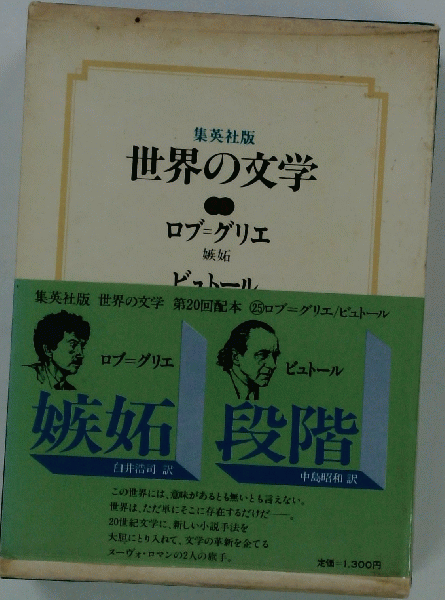 集英社版
世界の文学
ロブ=グリエ
嫉妬
ビュトール
集英社版 世界の文学 第20回配本 ㉕ロブ=グリエ/ビュトール
ロブ=グリエ
嫉妬
白井浩司 訳
ビュトール
段階
中島昭和 訳
この世界には、意味があるとも無いとも言えない。
世界は、ただ単にそこに存在するだけだ――。
20世紀文学に、新しい小説手法を
大胆にとり入れて、文学の革新を企てる
ヌーヴォ・ロマンの2人の旗手。
定価=1,300円